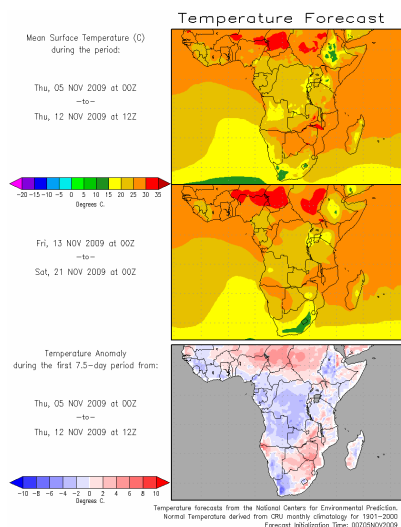 Temperature Forecast
Mean Surface Temperature (C)
during the period:
Thu, 05 NOV 2009 at 00Z
-to-
Thu, 12 NOV 2009 at 12Z
-20 -15 -10 -5 0 5 10 15 20 25 30 35
Degrees C.
Fri, 13 NOV 2009 at 00Z
-to-
Sat, 21 NOV 2009 at 00Z
Temperature Anomaly
during the first 7.5-day period from:
Thu, 05 NOV 2009 at 00Z
-to-
Thu, 12 NOV 2009 at 12Z
-10 -8 -6 -4 -2 0 2 4 6 8 10
Degrees C.
Temperature forecasts from the National Centers for Environmental Prediction.
Normal Temperature derived from CRU monthly climatology for 1901-2000
Forecast Initialization Time: 00Z05NOV2009